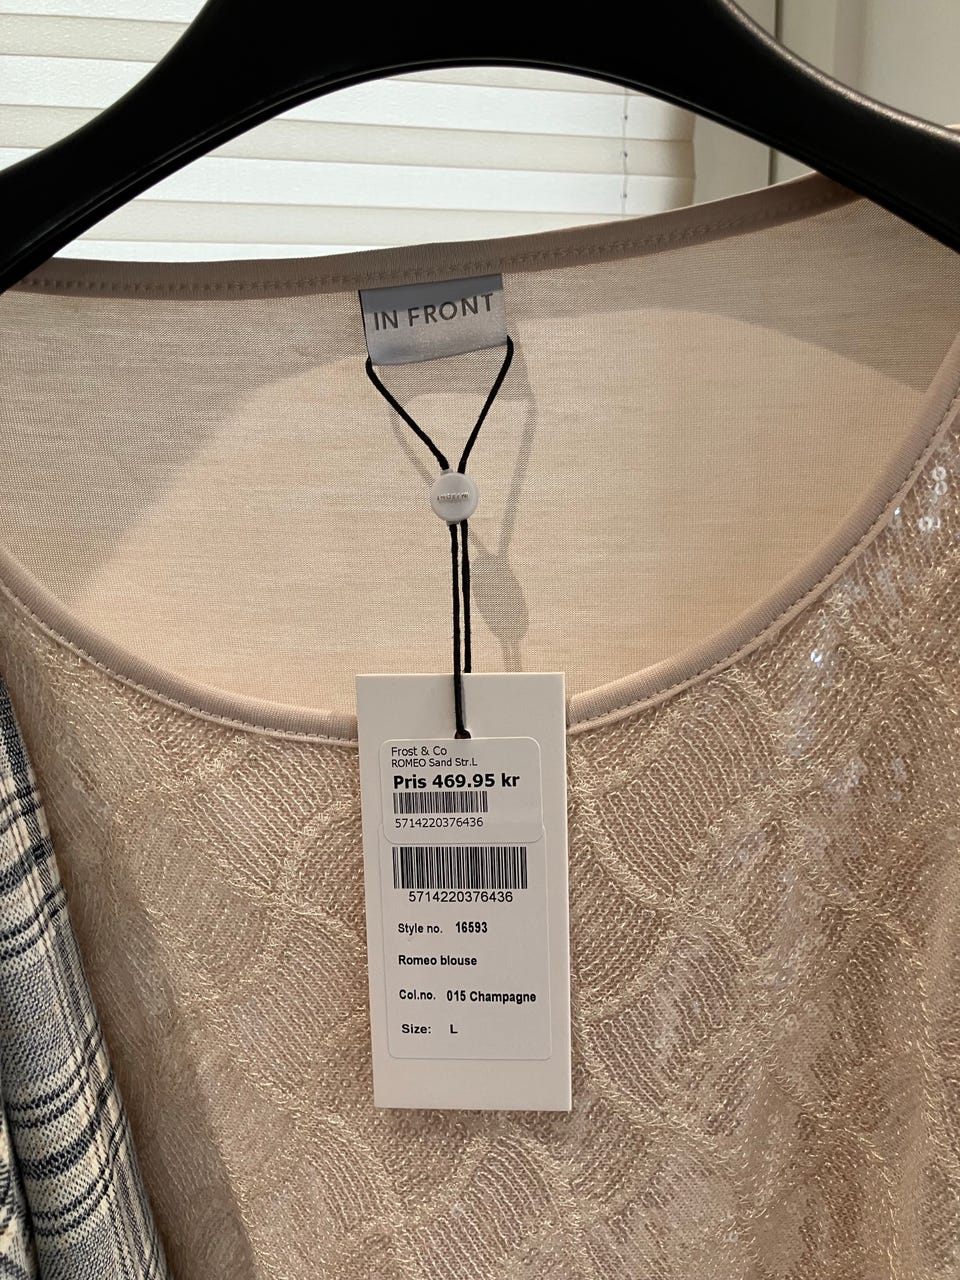 IN FRONT
Frost & Co
ROMEO Sand Str.L
Pris 469.95 kr
5714220376436
5714220376436
Style no. 16593
Romeo blouse
Col.no. 015 Champagne
Size: L